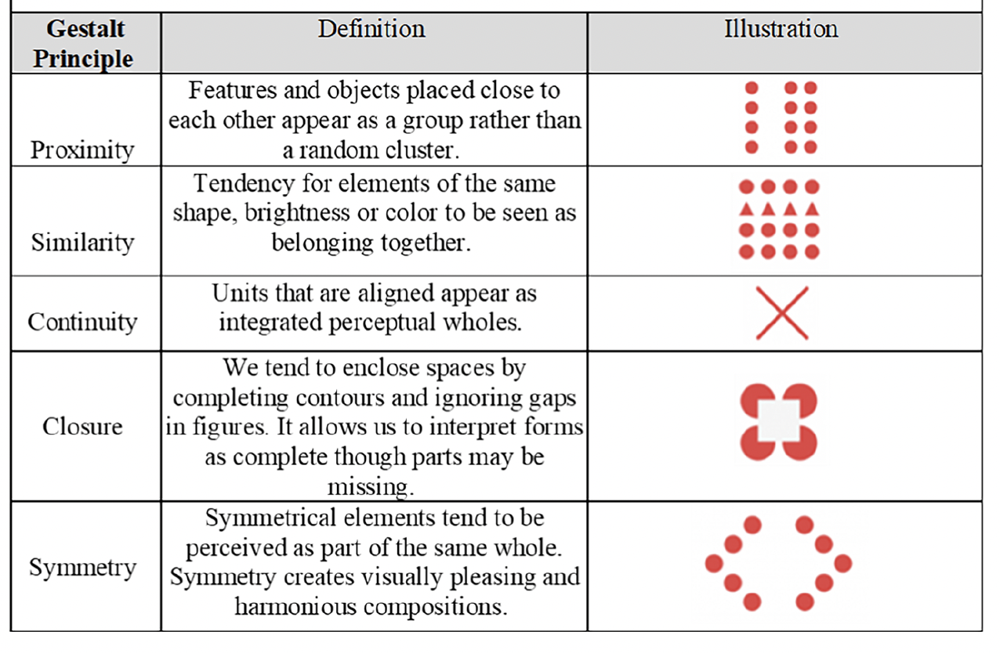 Gestalt
Principle
Definition
Illustration
Proximity
Features and objects placed close to
each other appear as a group rather than
a random cluster.
Similarity
Tendency for elements of the same
shape, brightness or color to be seen as
belonging together.
Continuity
Units that are aligned appear as
integrated perceptual wholes.
Closure
We tend to enclose spaces by
completing contours and ignoring gaps
in figures. It allows us to interpret forms
as complete though parts may be
missing.
Symmetry
Symmetrical elements tend to be
perceived as part of the same whole.
Symmetry creates visually pleasing and
harmonious compositions.